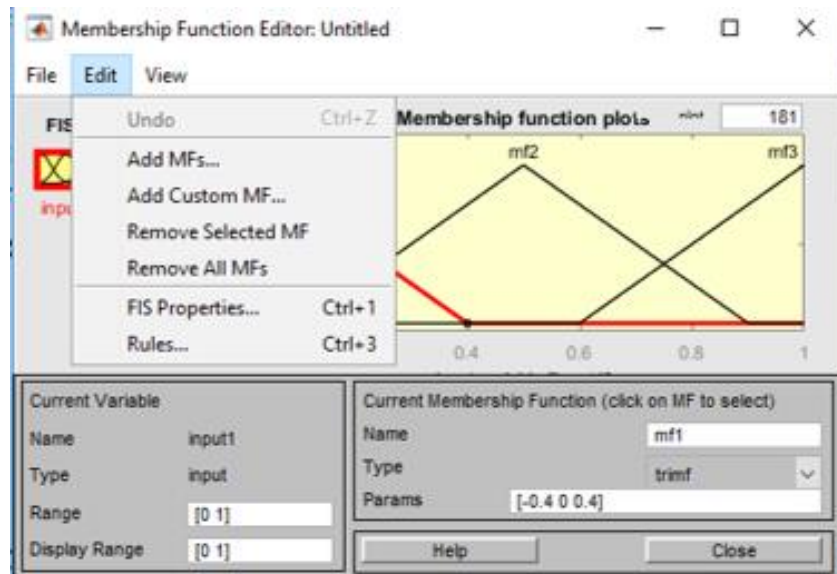 Membership Function Editor: Untitled
File Edit View
FIS
Membership function plots
181
Undo Ctrl+Z
Add MFs...
Add Custom MF...
Remove Selected MF
Remove All MFs
FIS Properties... Ctrl+1
Rules... Ctrl+3
mf2
mf3
0.4 0.6 0.8 1
Current Variable
Name input1
Type input
Range [0 1]
Display Range [0 1]
Current Membership Function (click on MF to select)
Name mf1
Type trimf
Params [-0.4 0 0.4]
Help Close